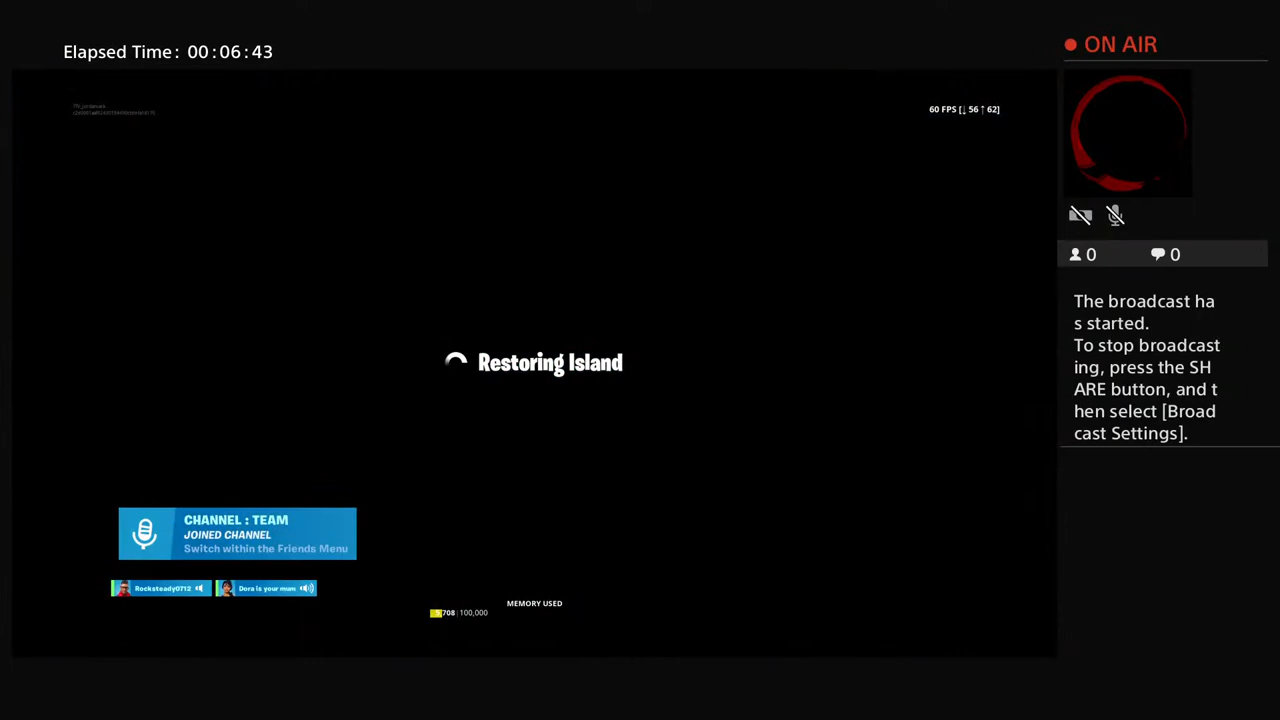 Elapsed Time: 00:06:43
ON AIR
60 FPS [↓ 56 ↑ 62]
0
0
The broadcast ha
s started.
To stop broadcast
ing, press the SH
ARE button, and t
hen select [Broad
cast Settings].
Restoring Island
CHANNEL : TEAM
JOINED CHANNEL
Switch within the Friends Menu
Rocksteady0712
Dora is your mum
MEMORY USED
5,708 | 100,000